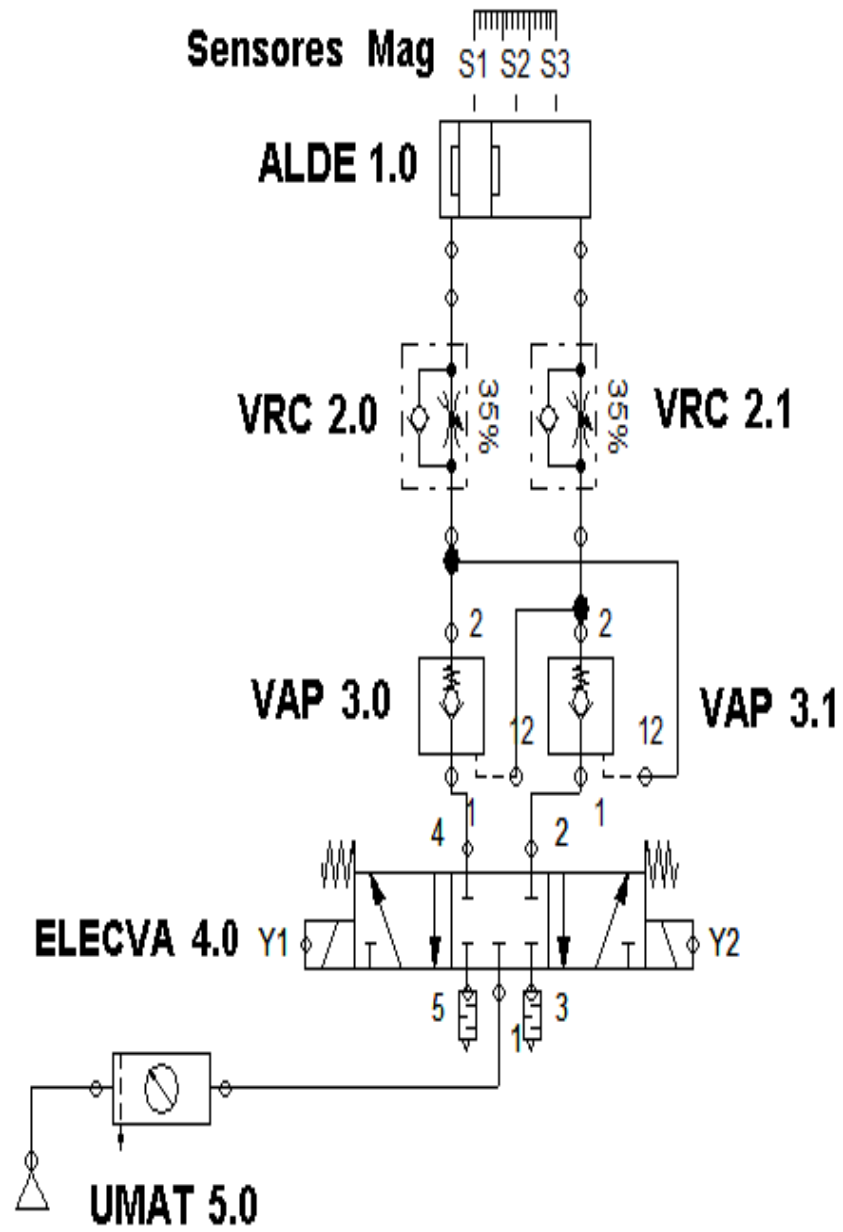 Sensores Mag
S1 S2 S3
ALDE 1.0
VRC 2.0
35%
35%
VRC 2.1
2
2
VAP 3.0
VAP 3.1
12
12
1
1
4
2
ELECVA 4.0
Y1
Y2
5
1
3
UMAT 5.0